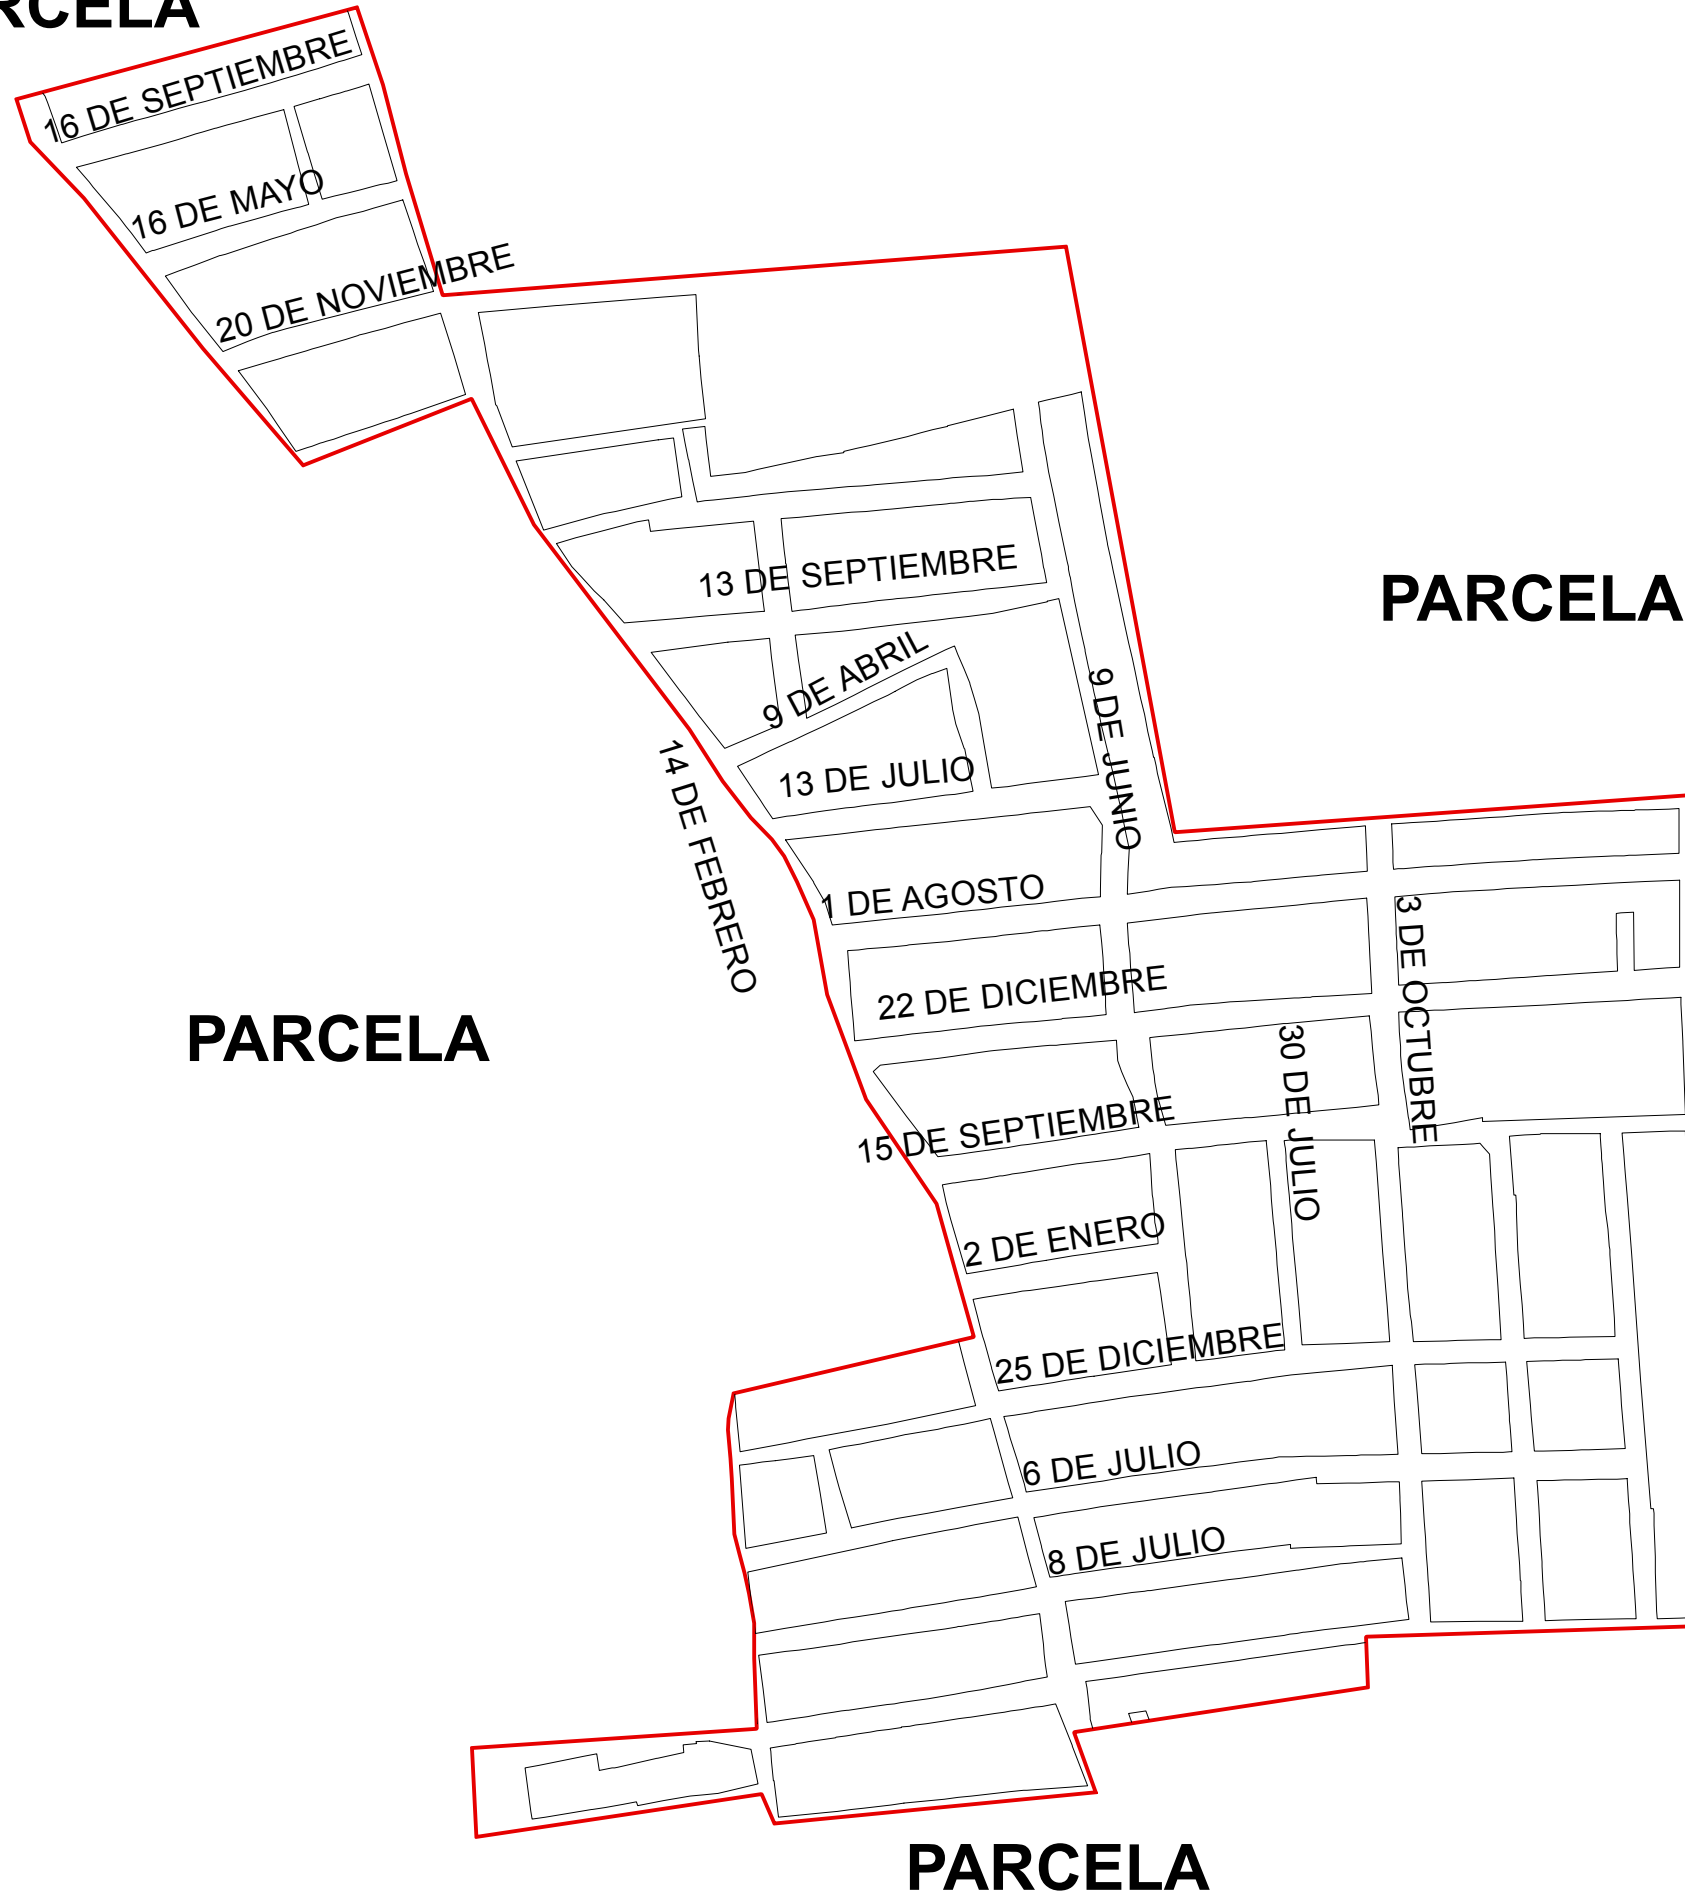 RCELA
16 DE SEPTIEMBRE
16 DE MAYO
20 DE NOVIEMBRE
13 DE SEPTIEMBRE
PARCELA
9 DE ABRIL
9 DE JUNIO
14 DE FEBRERO
13 DE JULIO
1 DE AGOSTO
3 DE OCTUBRE
22 DE DICIEMBRE
PARCELA
30 DE JULIO
15 DE SEPTIEMBRE
2 DE ENERO
25 DE DICIEMBRE
6 DE JULIO
8 DE JULIO
PARCELA